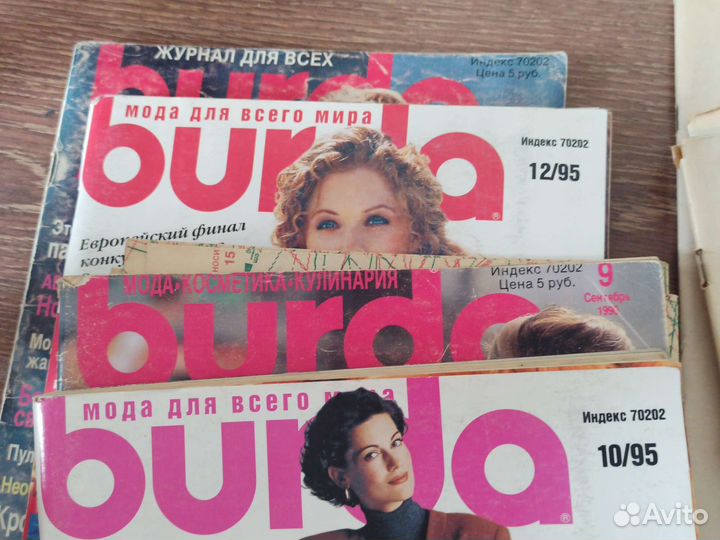 ЖУРНАЛ ДЛЯ ВСЕХ
Индекс 70202
Цена 5 руб.
burda
мода для всего мира
Индекс 70202
12/95
burda
Европейский финал
МОДА•КОСМЕТИКА•КУЛИНАРИЯ
Индекс 70202
Цена 5 руб.
9
Сентябрь
burda
15
мода для всего мира
Индекс 70202
10/95
burda
Avito